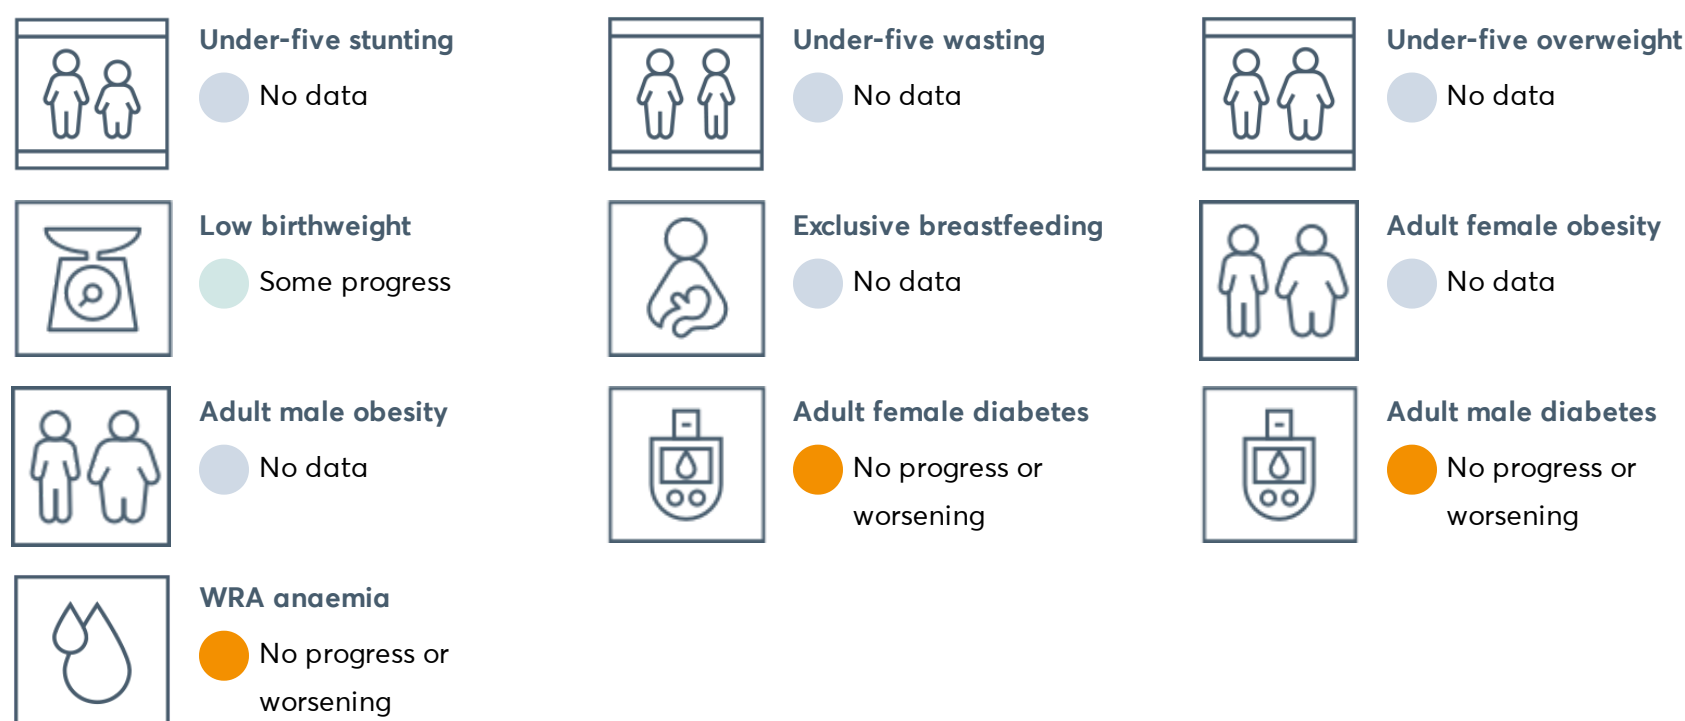 Under-five stunting
No data
Under-five wasting
No data
Under-five overweight
No data
Low birthweight
Some progress
Exclusive breastfeeding
No data
Adult female obesity
No data
Adult male obesity
No data
Adult female diabetes
No progress or
worsening
Adult male diabetes
No progress or
worsening
WRA anaemia
No progress or
worsening